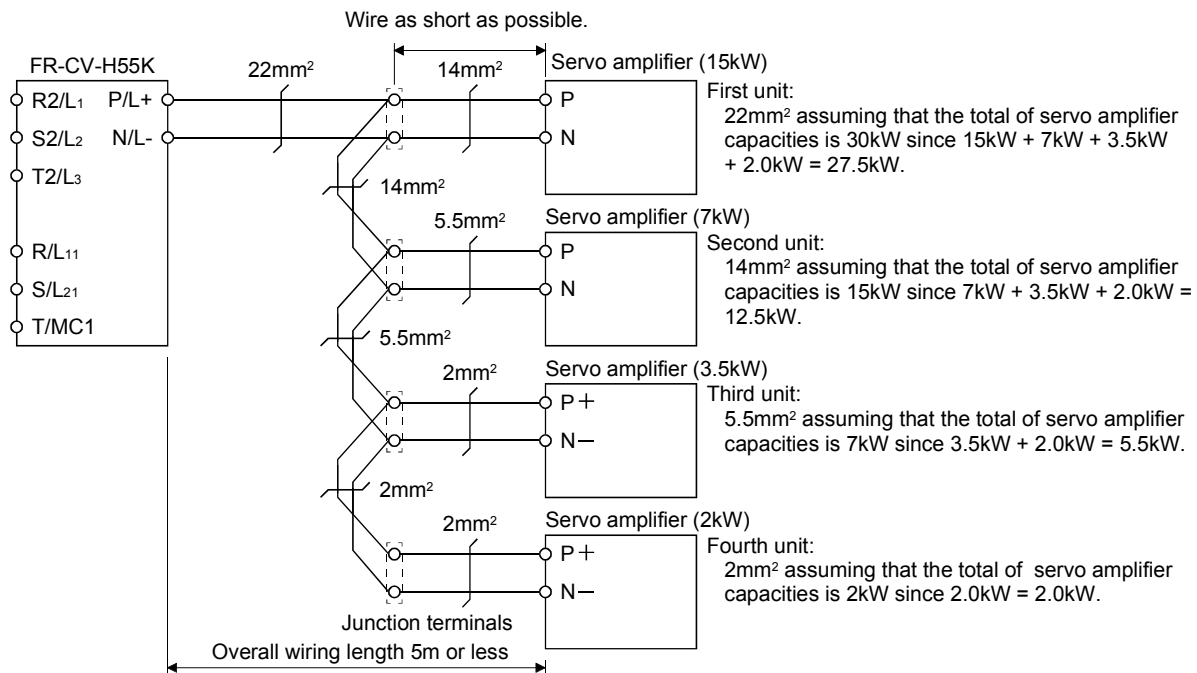 Wire as short as possible.
FR-CV-H55K
22mm²
14mm²
Servo amplifier (15kW)
R2/L1
P/L+
P
S2/L2
N/L-
N
T2/L3
R/L11
S/L21
T/MC1
First unit:
22mm² assuming that the total of servo amplifier
capacities is 30kW since 15kW + 7kW + 3.5kW
+ 2.0kW = 27.5kW.
14mm²
5.5mm²
Servo amplifier (7kW)
P
N
Second unit:
14mm² assuming that the total of servo amplifier
capacities is 15kW since 7kW + 3.5kW + 2.0kW =
12.5kW.
5.5mm²
2mm²
Servo amplifier (3.5kW)
P+
N−
Third unit:
5.5mm² assuming that the total of servo amplifier
capacities is 7kW since 3.5kW + 2.0kW = 5.5kW.
2mm²
2mm²
Servo amplifier (2kW)
P+
N−
Fourth unit:
2mm² assuming that the total of servo amplifier
capacities is 2kW since 2.0kW = 2.0kW.
Junction terminals
Overall wiring length 5m or less